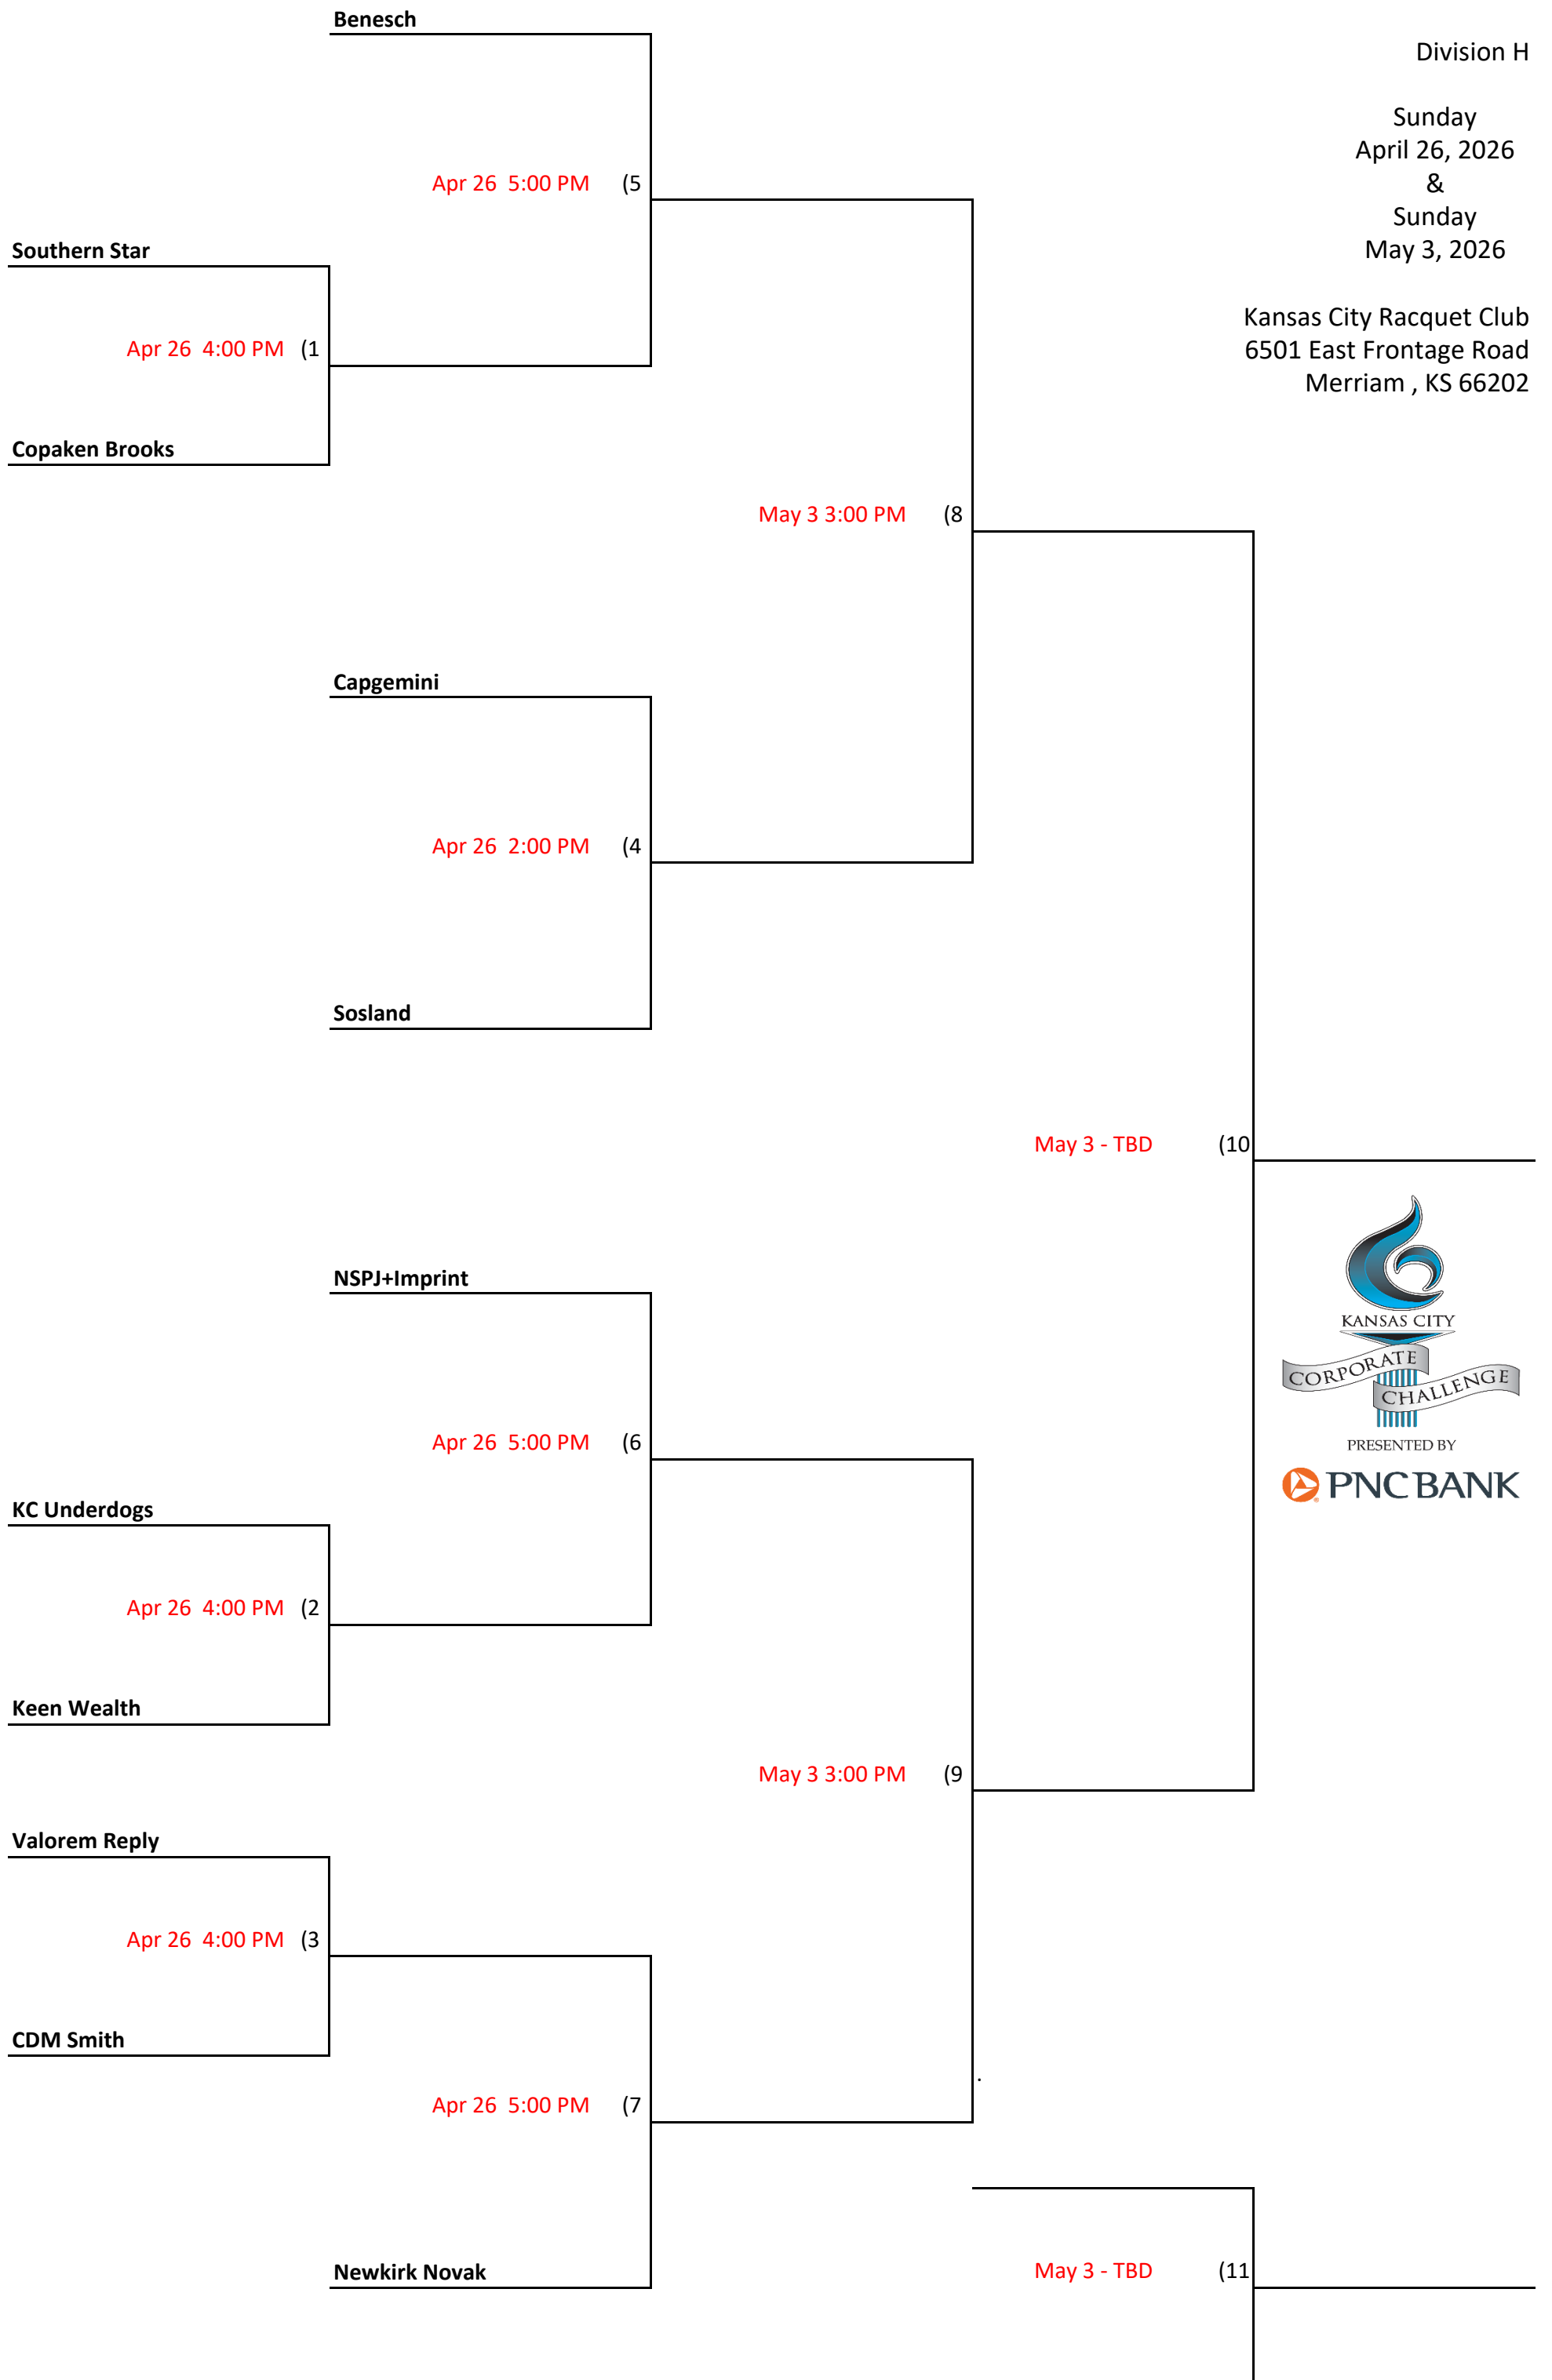 Benesch
Division H
Sunday
April 26, 2026
&
Sunday
May 3, 2026
Apr 26  5:00 PM (5
Southern Star
Kansas City Racquet Club
6501 East Frontage Road
Merriam , KS 66202
Apr 26  4:00 PM (1
Copaken Brooks
May 3 3:00 PM (8
Capgemini
Apr 26  2:00 PM (4
Sosland
May 3 - TBD (10
NSPJ+Imprint
KANSAS CITY
CORPORATE
CHALLENGE
PRESENTED BY
PNC BANK
Apr 26  5:00 PM (6
KC Underdogs
Apr 26  4:00 PM (2
Keen Wealth
May 3 3:00 PM (9
Valorem Reply
Apr 26  4:00 PM (3
CDM Smith
.
Apr 26  5:00 PM (7
Newkirk Novak
May 3 - TBD (11